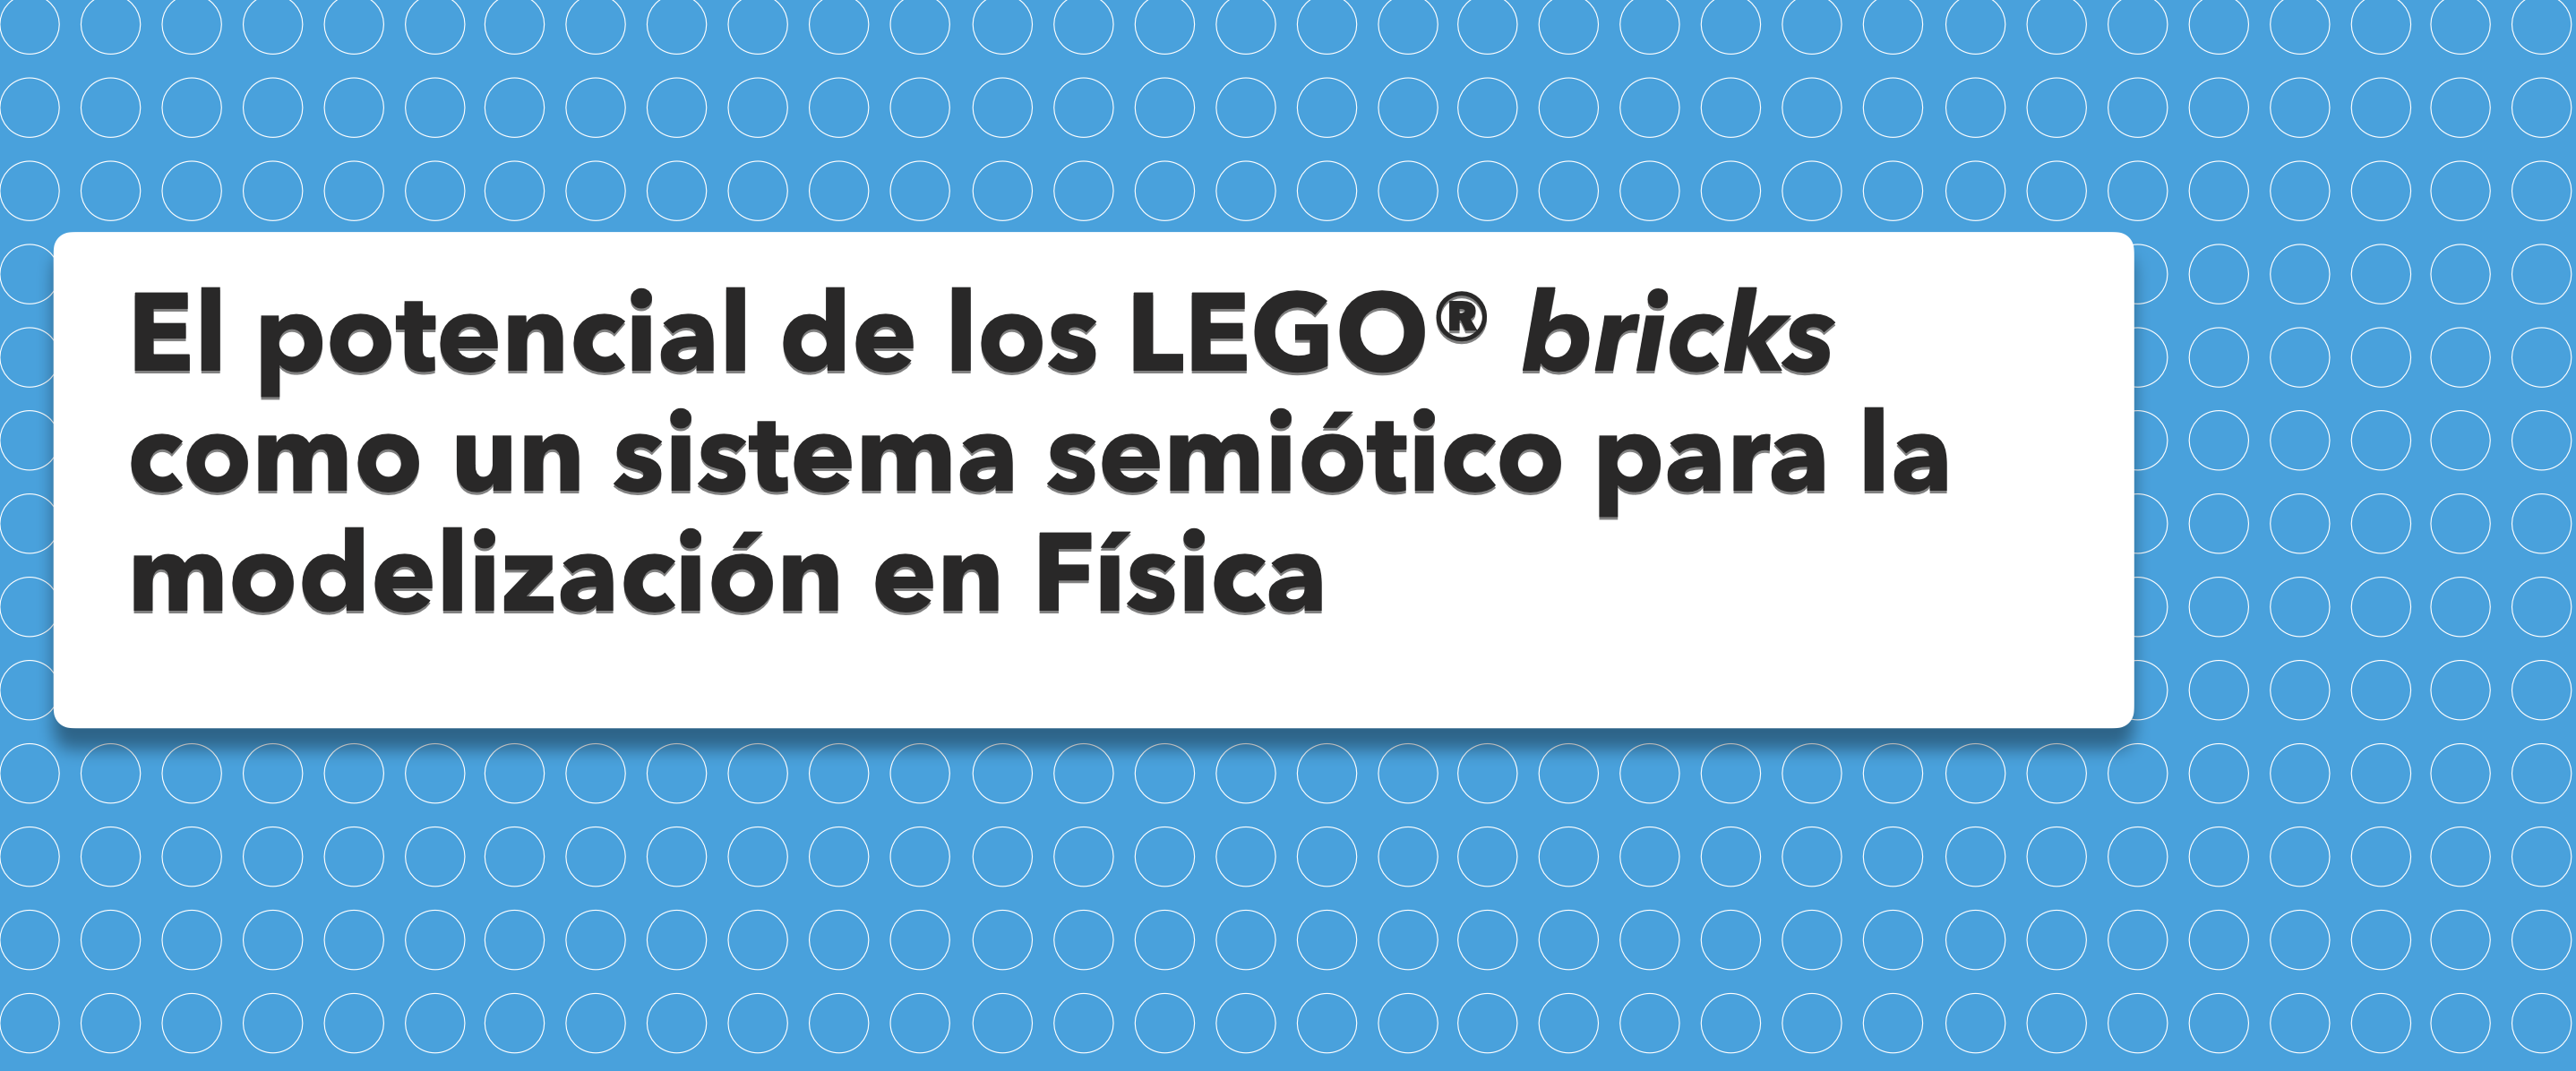 El potencial de los LEGO® bricks
como un sistema semiótico para la
modelización en Física